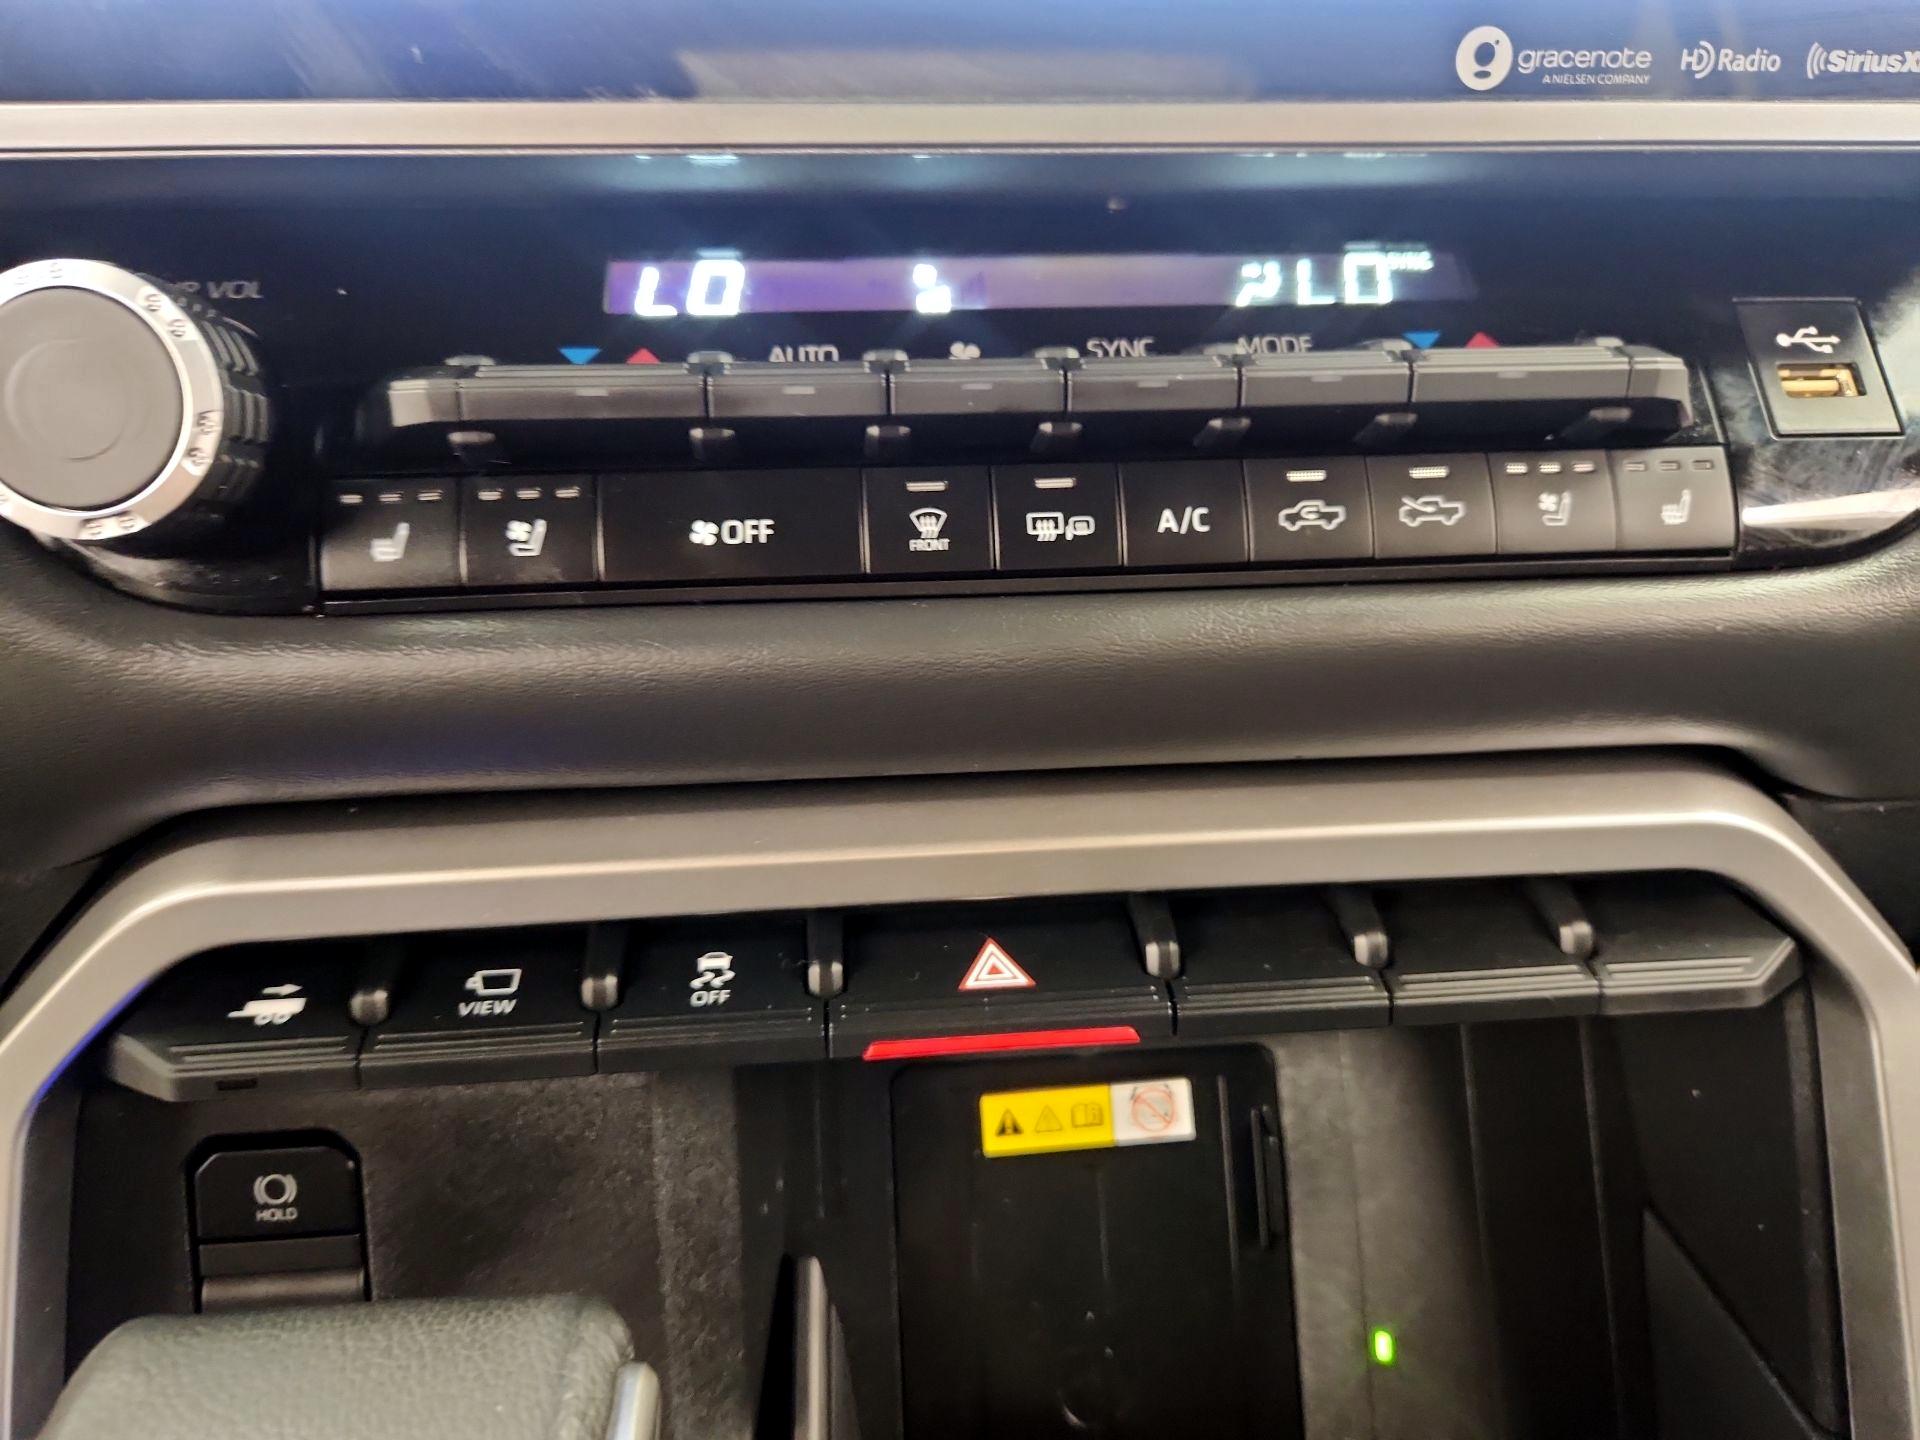 gracenote
A NIELSEN COMPANY
HD Radio
SiriusX
VOL
LO LO SYNC
AUTO SYNC MODE
OFF
FRONT
A/C
VIEW
OFF
HOLD